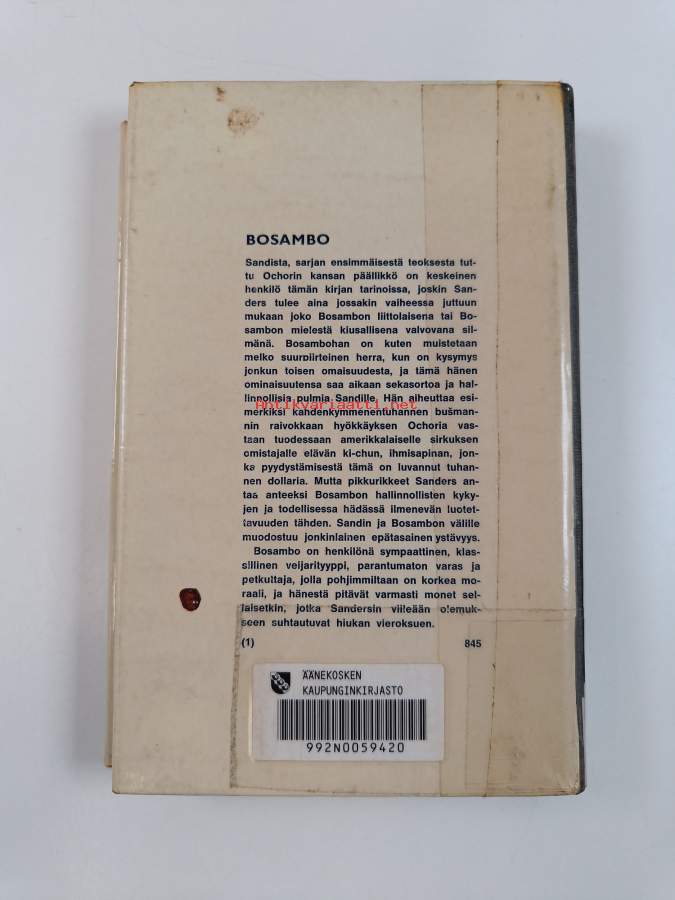 BOSAMBO
Sandista, sarjan ensimmäisestä teoksesta tut-
tu Ochorin kansan päällikkö on keskeinen
henkilö tämän kirjan tarinoissa, joskin San-
ders tulee aina jossakin vaiheessa juttuun
mukaan joko Bosambon liittolaisena tai Bo-
sambon mielestä kiusallisena valvovana sil-
mänä. Bosambohan on kuten muistetaan
melko suurpiirteinen herra, kun on kysymys
jonkun toisen omaisuudesta, ja tämä hänen
ominaisuutensa saa aikaan sekasortoa ja hal-
linnollisia pulmia Sandille. Hän aiheuttaa esi-
Antikvariaatti.net
merkiksi kahdenkymmenentuhannen bušman-
nin raivokkaan hyökkäyksen Ochoria vas-
taan tuodessaan amerikkalaiselle sirkuksen
omistajalle elävän ki-chun, ihmisapinan, jon-
ka pyydystämisestä tämä on luvannut tuhan-
nen dollaria. Mutta pikkurikkeet Sanders an-
taa anteeksi Bosambon hallinnollisten kyky-
jen ja todellisessa hädässä ilmenevän luotet-
tavuuden tähden. Sandin ja Bosambon välille
muodostuu jonkinlainen epätasainen ystävyys.
Bosambo on henkilönä sympaattinen, klas-
sillinen veijarityyppi, parantumaton varas ja
petkuttaja, jolla pohjimmiltaan on korkea mo-
raali, ja hänestä pitävät varmasti monet sel-
laisetkin, jotka Sandersin viileään olemuk-
seen suhtautuvat hiukan vieroksuen.
(1) 845
ÄÄNEKOSKEN
KAUPUNGINKIRJASTO
992N0059420